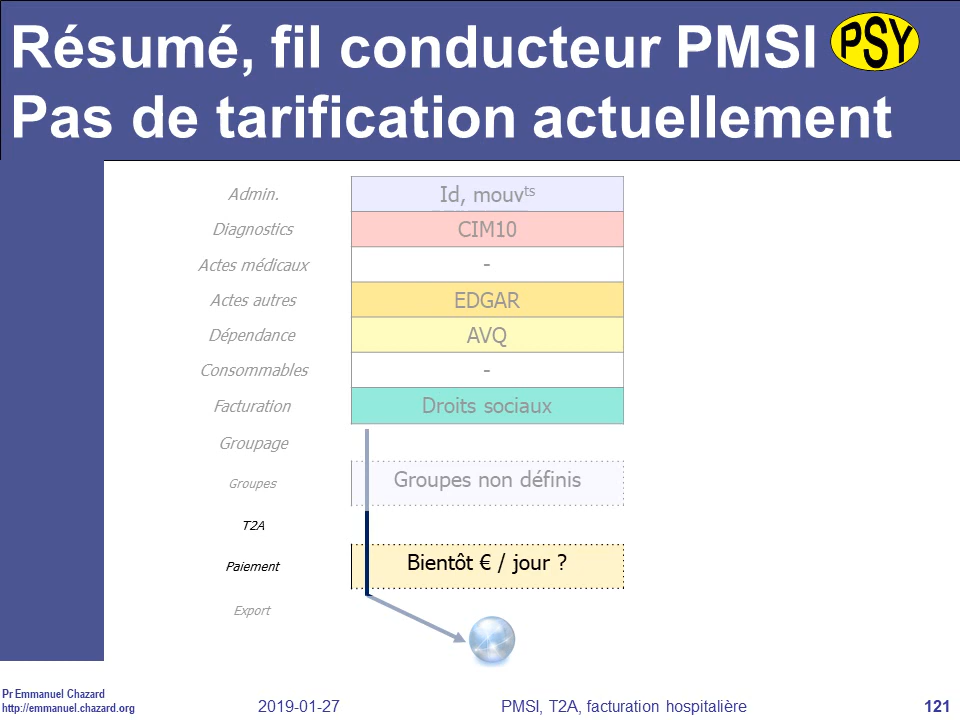 Résumé, fil conducteur PMSI PSY
Pas de tarification actuellement
Admin. Id, mouvts
Diagnostics CIM10
Actes médicaux -
Actes autres EDGAR
Dépendance AVQ
Consommables -
Facturation Droits sociaux
Groupage
Groupes Groupes non définis
T2A
Paiement Bientôt € / jour ?
Export
Pr Emmanuel Chazard
http://emmanuel.chazard.org 2019-01-27 PMSI, T2A, facturation hospitalière 121